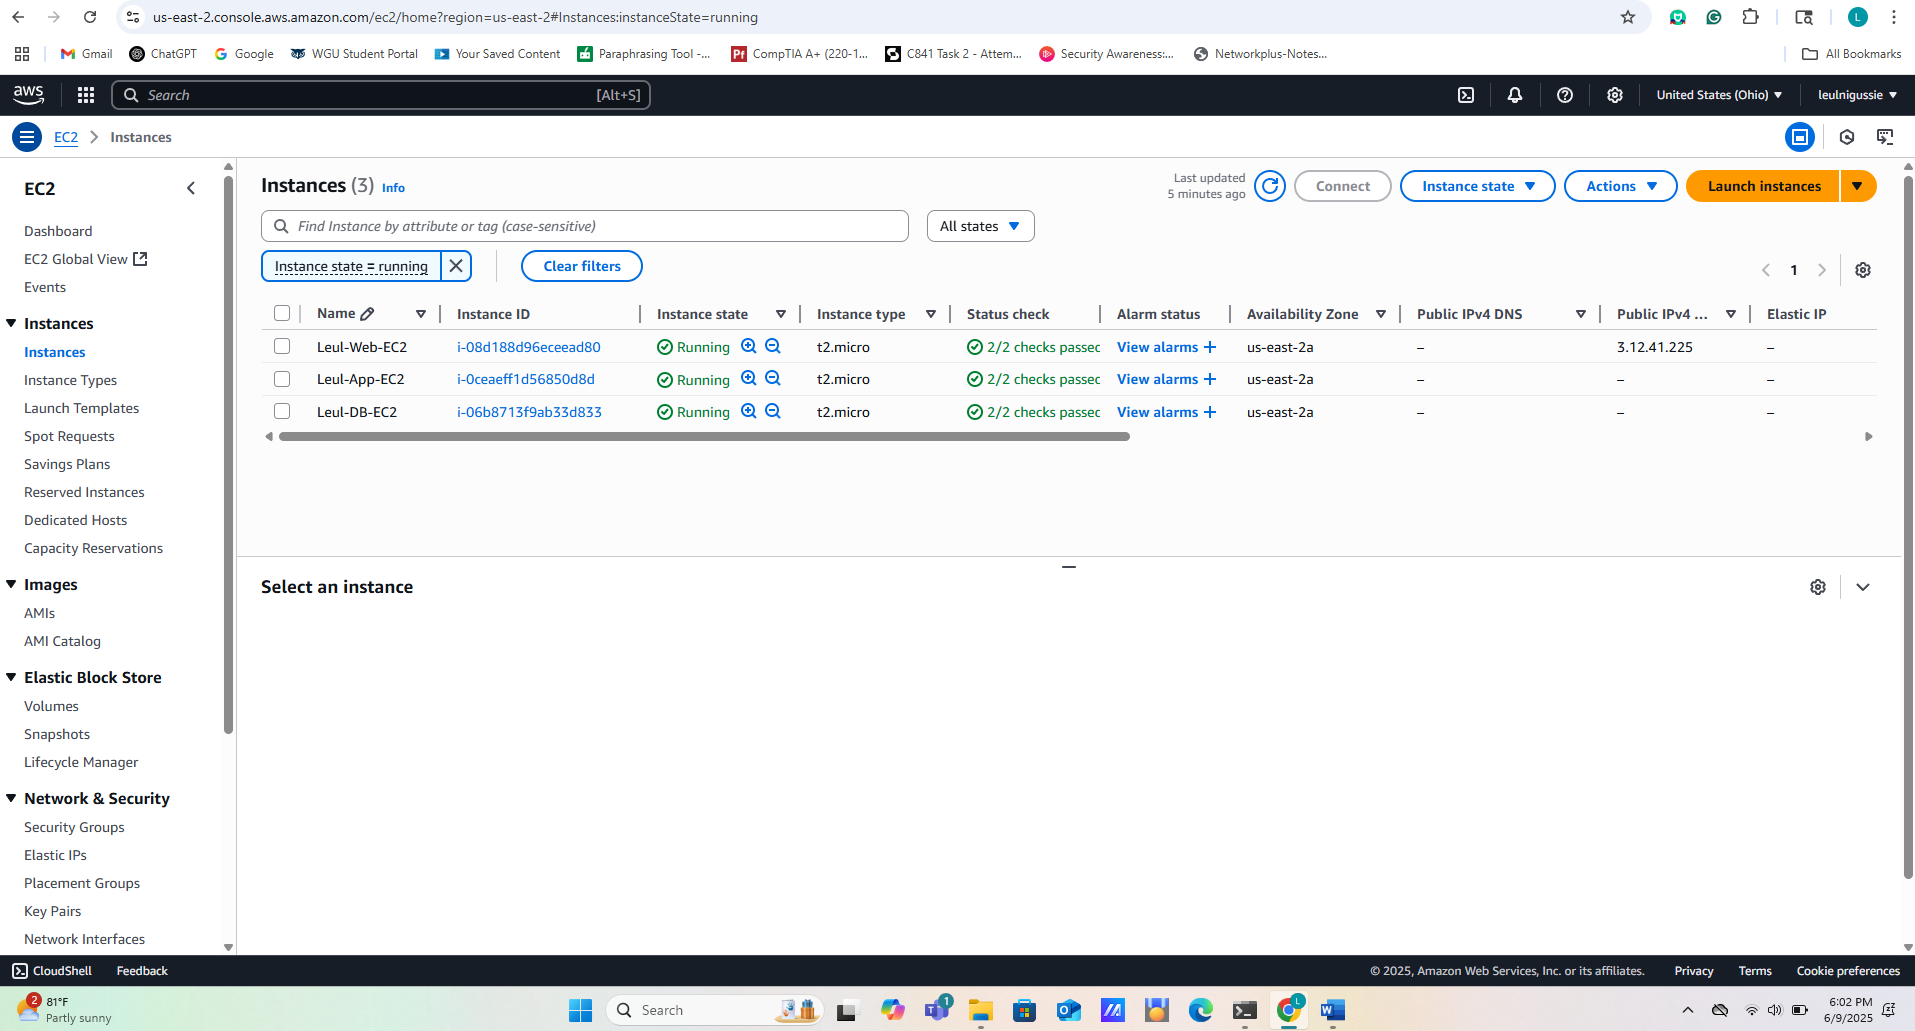 us-east-2.console.aws.amazon.com/ec2/home?region=us-east-2#Instances:instanceState=running
L
Gmail ChatGPT Google WGU Student Portal Your Saved Content Paraphrasing Tool -... CompTIA A+ (220-1... C841 Task 2 - Attem... Security Awareness:... Networkplus-Notes... All Bookmarks
aws Search [Alt+S] United States (Ohio) leulnigussie
EC2 Instances
EC2
Dashboard
EC2 Global View
Events
Instances
Instances
Instance Types
Launch Templates
Spot Requests
Savings Plans
Reserved Instances
Dedicated Hosts
Capacity Reservations
Images
AMIs
AMI Catalog
Elastic Block Store
Volumes
Snapshots
Lifecycle Manager
Network & Security
Security Groups
Elastic IPs
Placement Groups
Key Pairs
Network Interfaces
Instances (3) Info
Last updated
5 minutes ago
Connect Instance state Actions Launch instances
Find Instance by attribute or tag (case-sensitive) All states
Instance state = running Clear filters
1
Name Instance ID Instance state Instance type Status check Alarm status Availability Zone Public IPv4 DNS Public IPv4 ... Elastic IP
Leul-Web-EC2 i-08d188d96eceead80 Running t2.micro 2/2 checks passec View alarms + us-east-2a – 3.12.41.225 –
Leul-App-EC2 i-0ceaeff1d56850d8d Running t2.micro 2/2 checks passec View alarms + us-east-2a – – –
Leul-DB-EC2 i-06b8713f9ab33d833 Running t2.micro 2/2 checks passec View alarms + us-east-2a – – –
Select an instance
CloudShell Feedback © 2025, Amazon Web Services, Inc. or its affiliates. Privacy Terms Cookie preferences
2
81°F
Partly sunny
Search
1
L
6:02 PM
6/9/2025